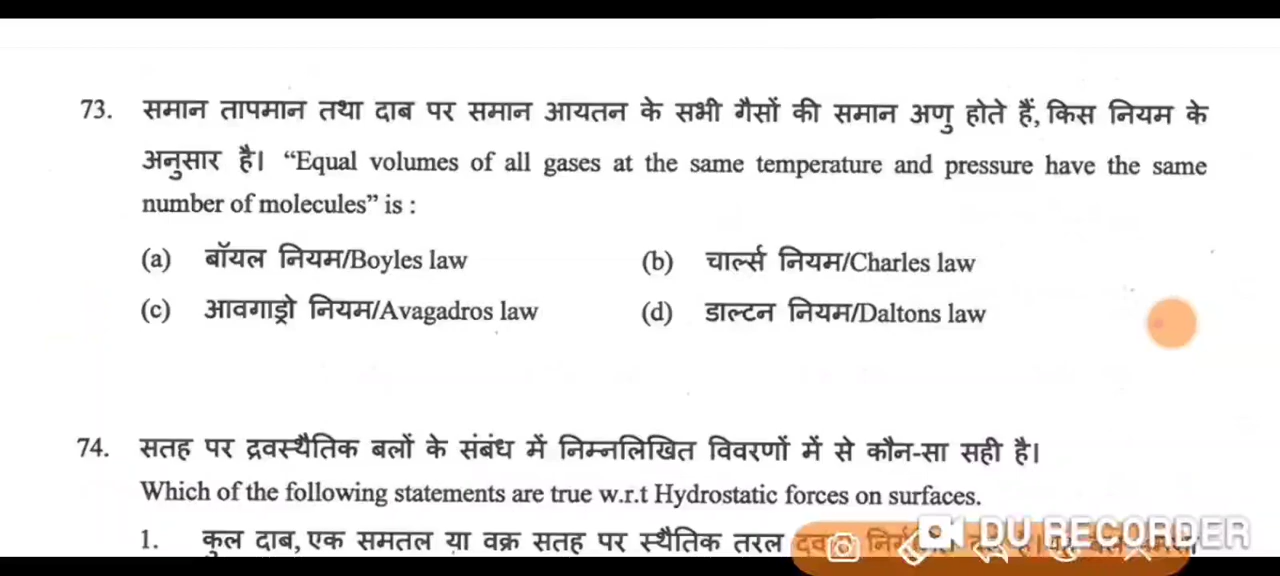 73. समान तापमान तथा दाब पर समान आयतन के सभी गैसों की समान अणु होते हैं, किस नियम के
अनुसार है। “Equal volumes of all gases at the same temperature and pressure have the same
number of molecules” is :
(a) बॉयल नियम/Boyles law (b) चार्ल्स नियम/Charles law
(c) आवगाड्रो नियम/Avagadros law (d) डाल्टन नियम/Daltons law
74. सतह पर द्रवस्थैतिक बलों के संबंध में निम्नलिखित विवरणों में से कौन-सा सही है।
Which of the following statements are true w.r.t Hydrostatic forces on surfaces.
1. कुल दाब, एक समतल या वक्र सतह पर स्थैतिक तरल
DU RECORDER